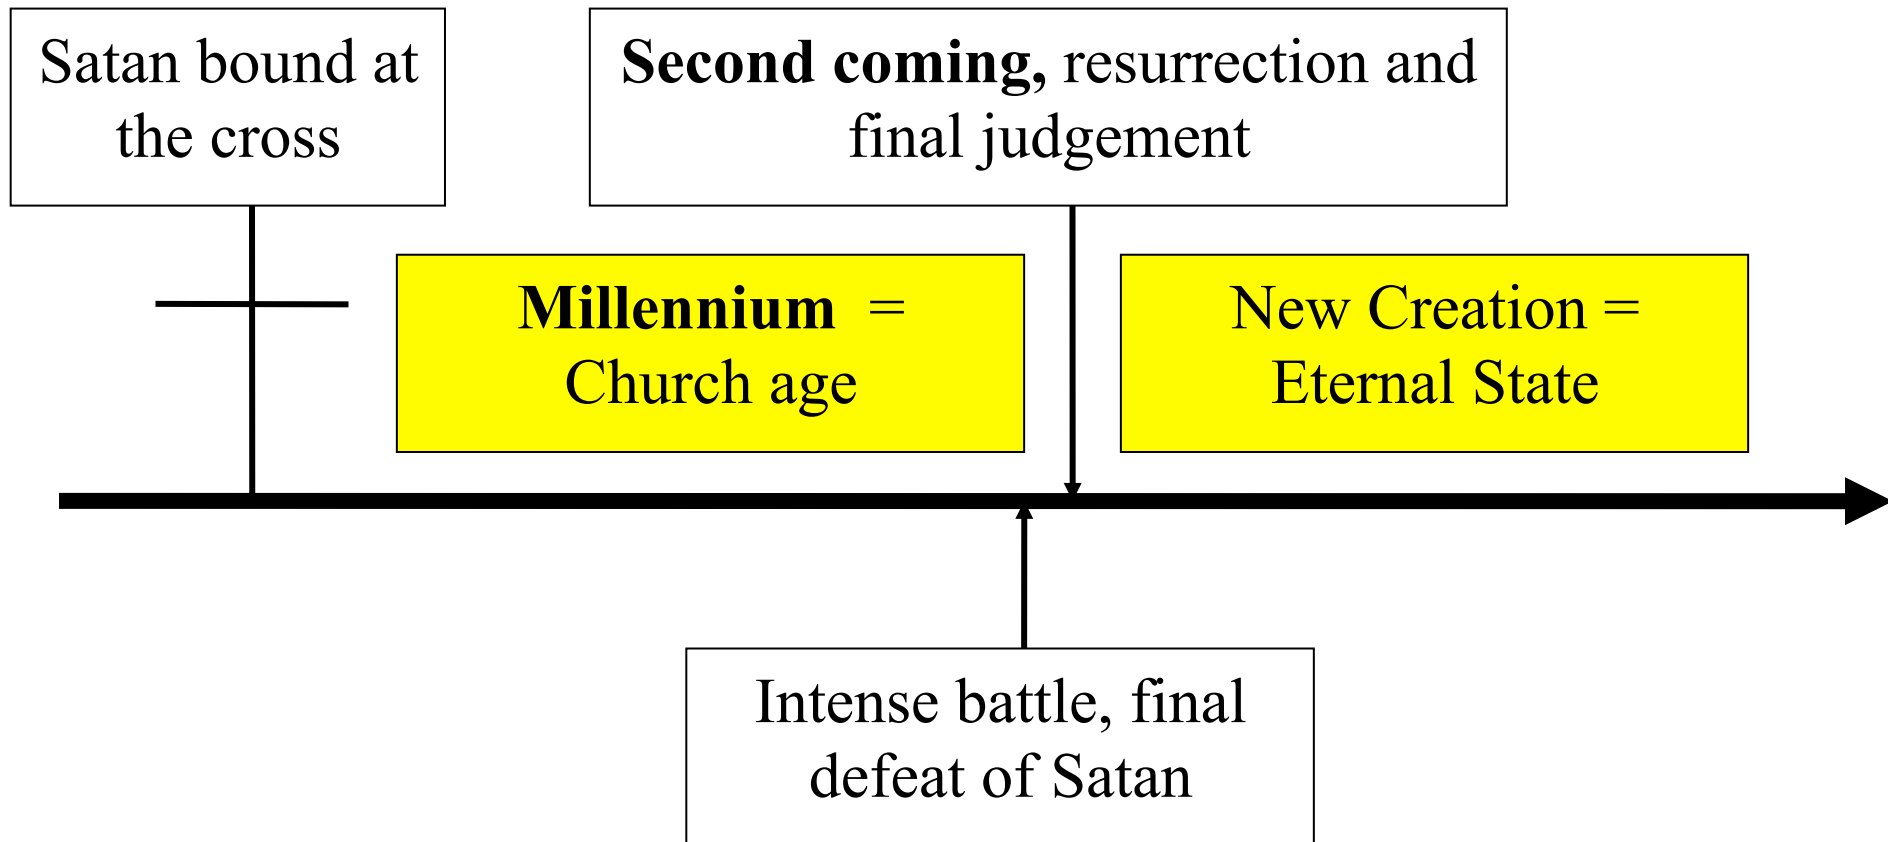 Satan bound at
the cross
Second coming, resurrection and
final judgement
Millennium =
Church age
New Creation =
Eternal State
Intense battle, final
defeat of Satan